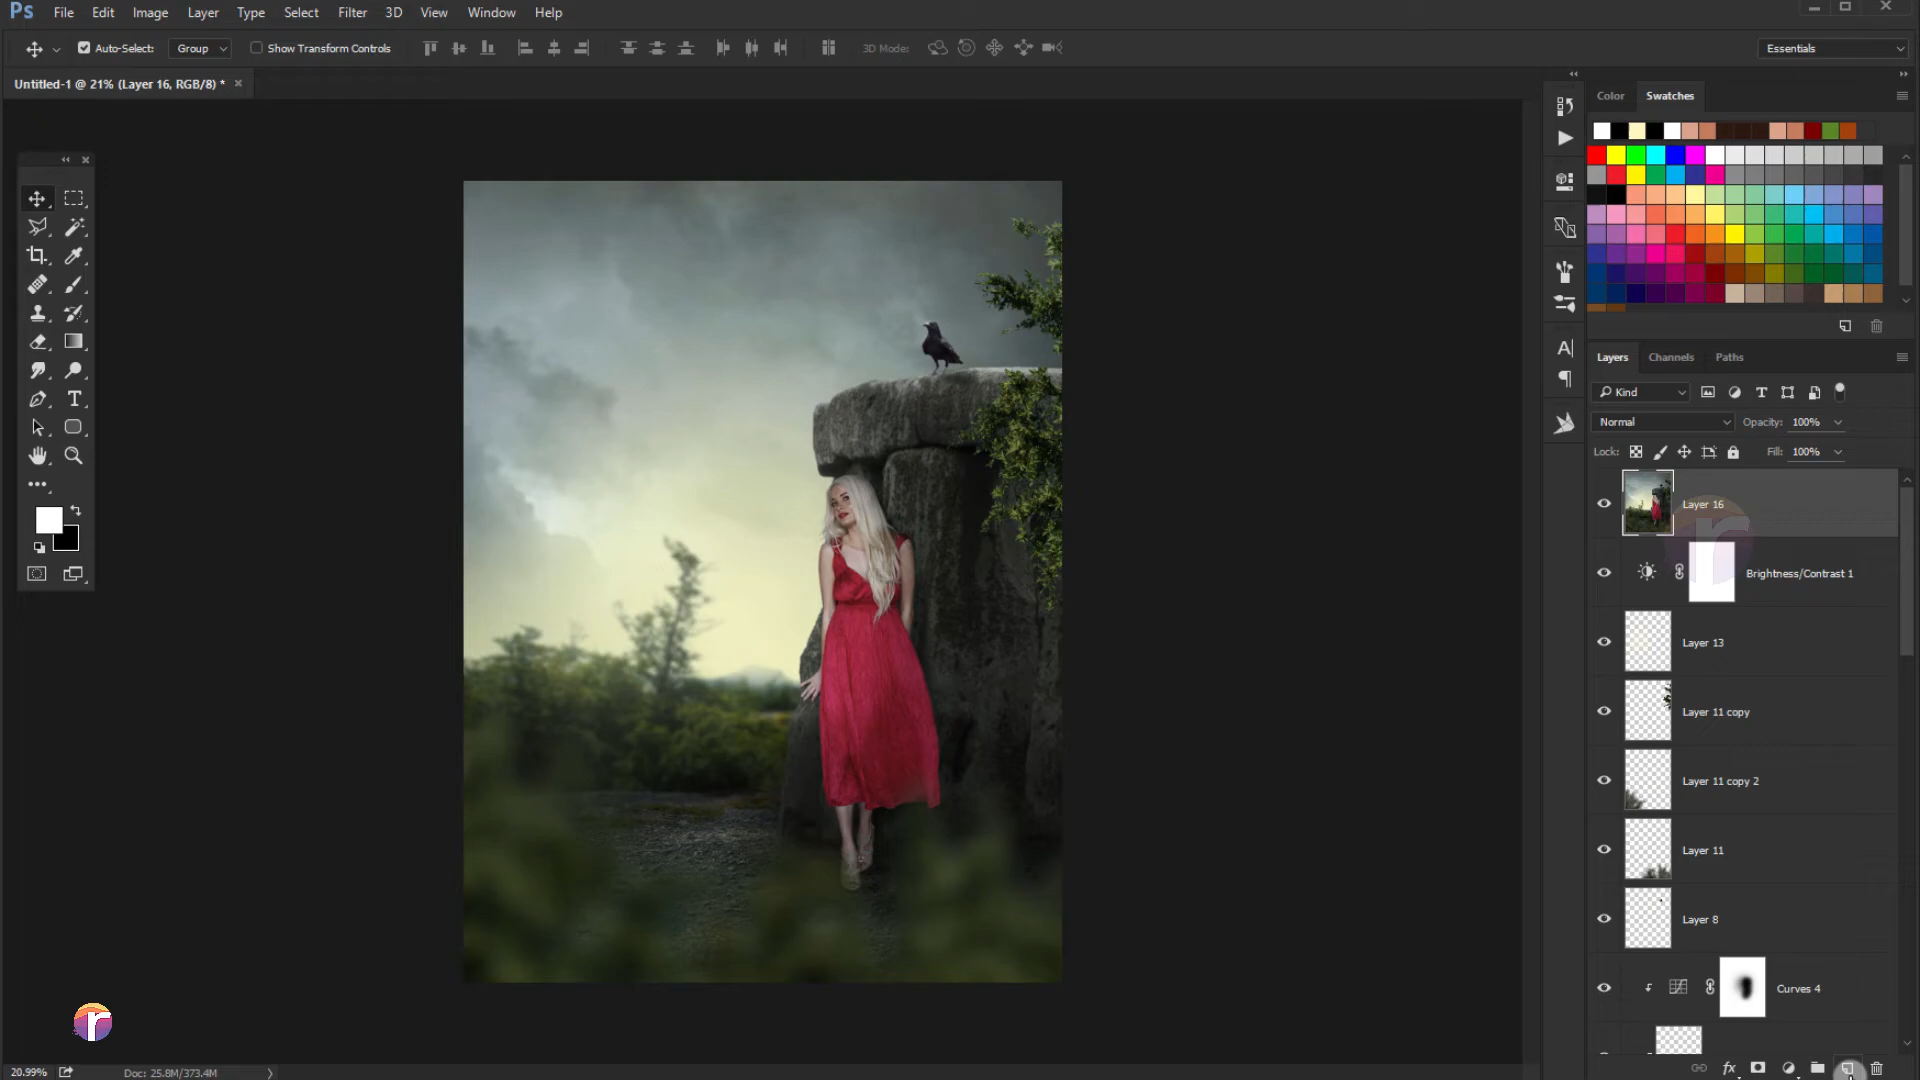 Ps File Edit Image Layer Type Select Filter 3D View Window Help
Auto-Select: Group Show Transform Controls 3D Mode: Essentials
Untitled-1 @ 21% (Layer 16, RGB/8) *
Color Swatches
Layers Channels Paths
Kind
Normal Opacity: 100%
Lock: Fill: 100%
Layer 16
Brightness/Contrast 1
Layer 13
Layer 11 copy
Layer 11 copy 2
Layer 11
Layer 8
Curves 4
fx
20.99% Doc: 25.8M/373.4M